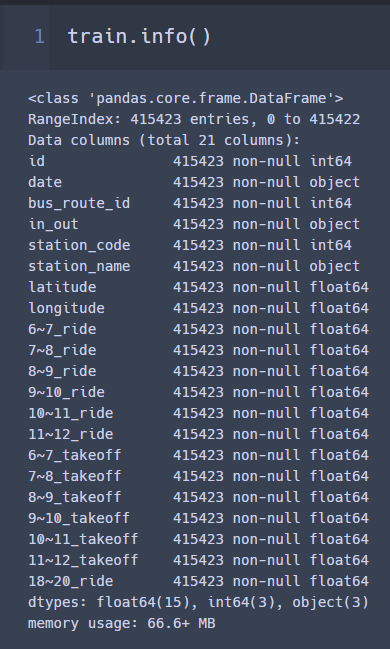 1 train.info()
<class 'pandas.core.frame.DataFrame'>
RangeIndex: 415423 entries, 0 to 415422
Data columns (total 21 columns):
id                 415423 non-null int64
date               415423 non-null object
bus_route_id       415423 non-null int64
in_out             415423 non-null object
station_code       415423 non-null int64
station_name       415423 non-null object
latitude           415423 non-null float64
longitude          415423 non-null float64
6~7_ride           415423 non-null float64
7~8_ride           415423 non-null float64
8~9_ride           415423 non-null float64
9~10_ride          415423 non-null float64
10~11_ride         415423 non-null float64
11~12_ride         415423 non-null float64
6~7_takeoff        415423 non-null float64
7~8_takeoff        415423 non-null float64
8~9_takeoff        415423 non-null float64
9~10_takeoff       415423 non-null float64
10~11_takeoff      415423 non-null float64
11~12_takeoff      415423 non-null float64
18~20_ride         415423 non-null float64
dtypes: float64(15), int64(3), object(3)
memory usage: 66.6+ MB